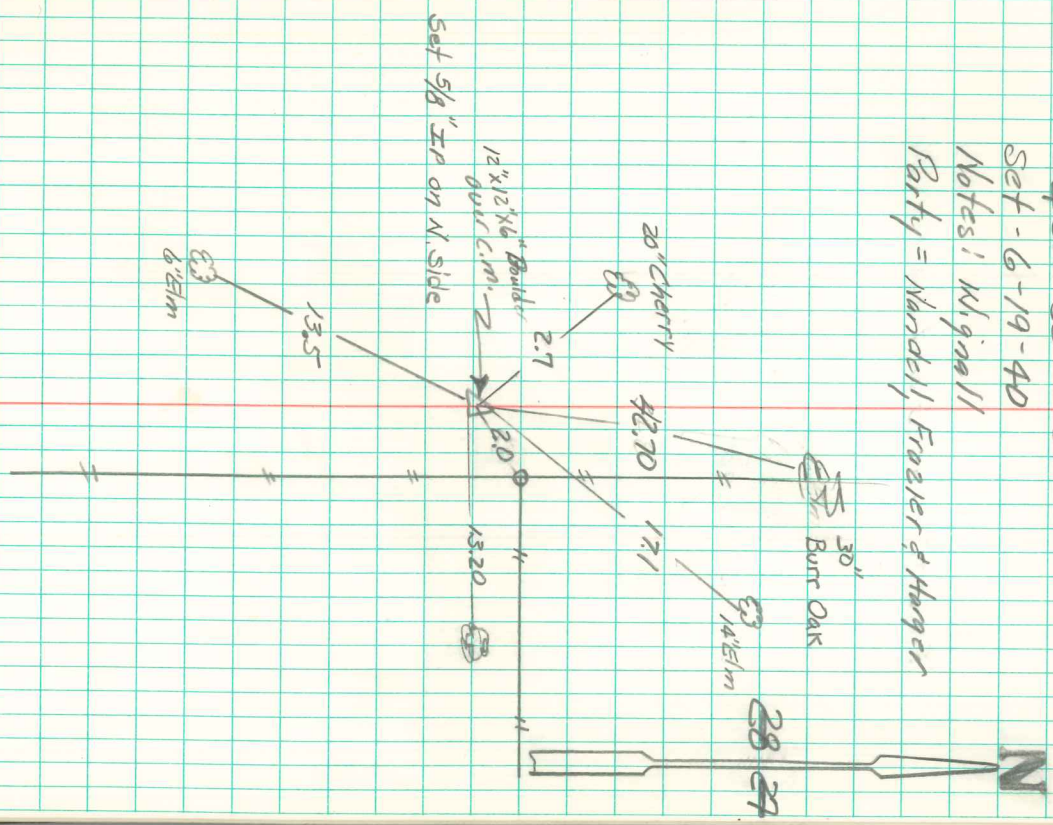 Set - 6-19-40
Notes: Wignall
Party = Nandell, Frazier & Harger
N
28 27
30"
Burr Oak
14" Elm
17.1
42.70
20" Cherry
2.7
12"x12"x6" Boulder
over c.m.
Set 5/8" IP on N. Side
2.0
13.20
13.5
6" Elm